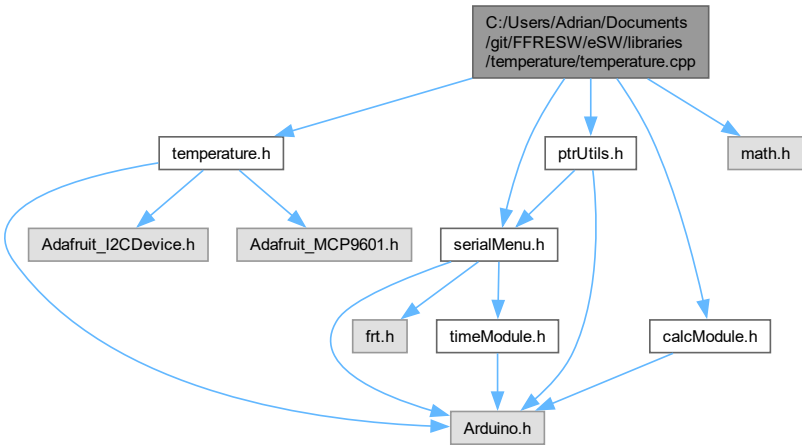 C:/Users/Adrian/Documents
/git/FFRESW/eSW/libraries
/temperature/temperature.cpp
temperature.h
ptrUtils.h
math.h
Adafruit_I2CDevice.h
Adafruit_MCP9601.h
serialMenu.h
frt.h
timeModule.h
calcModule.h
Arduino.h